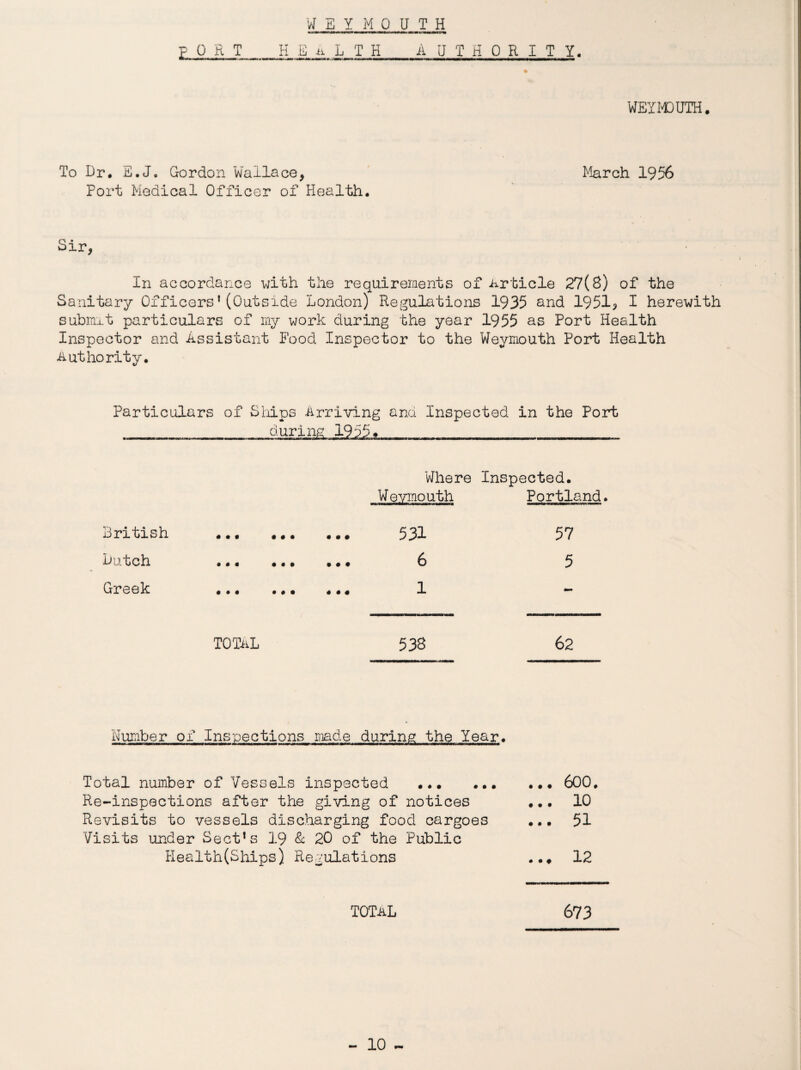 WEYMOUTH
PORT HEALTH AUTHORITY.
WEYMOUTH.
To Dr. E.J. Gordon Wallace, March 1956
Port Medical Officer of Health.
Sir,
In accordance with the requirements of Article 27(8) of the
Sanitary Officers'(Outside London) Regulations 1935 and 1951, I herewith
submit particulars of my work during the year 1955 as Port Health
Inspector and Assistant Food Inspector to the Weymouth Port Health
Authority.
Particulars of Ships Arriving and Inspected in the Port
during 1955.
Where Inspected.
Weymouth Portland.
British ... ... ... 531 57
Dutch ... ... ... 6 5
Greek ... ... ... 1 -
TOTAL 538 62
Number of Inspections made during the Year.
Total number of Vessels inspected ... ... ... 600.
Re-inspections after the giving of notices ... 10
Revisits to vessels discharging food cargoes ... 51
Visits under Sect's 19 & 20 of the Public
Health(Ships) Regulations ... 12
TOTAL 673
- 10 -